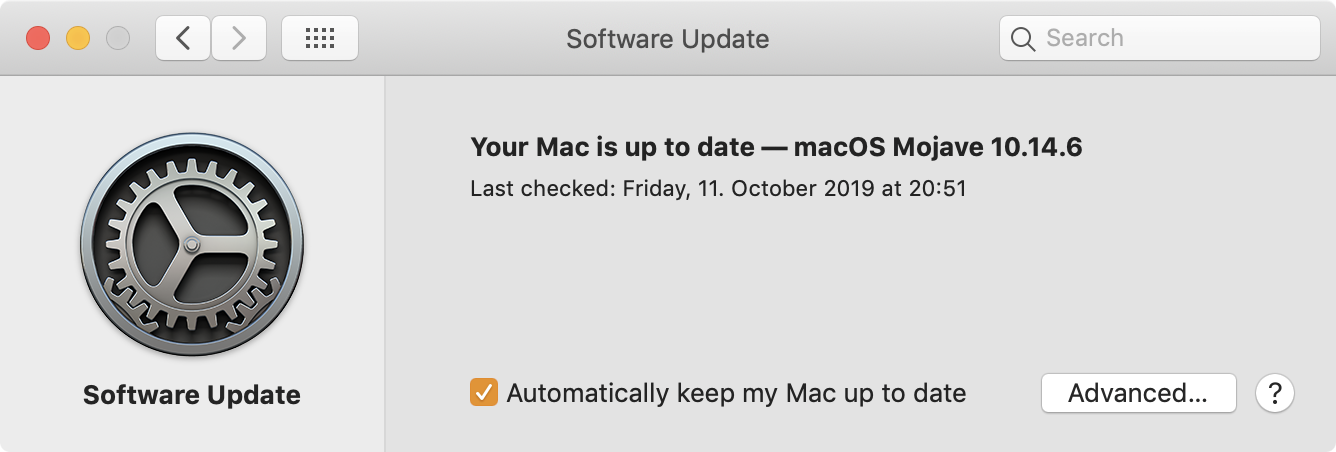 Software Update
Search
Your Mac is up to date — macOS Mojave 10.14.6
Last checked: Friday, 11. October 2019 at 20:51
Software Update
Automatically keep my Mac up to date
Advanced...
?